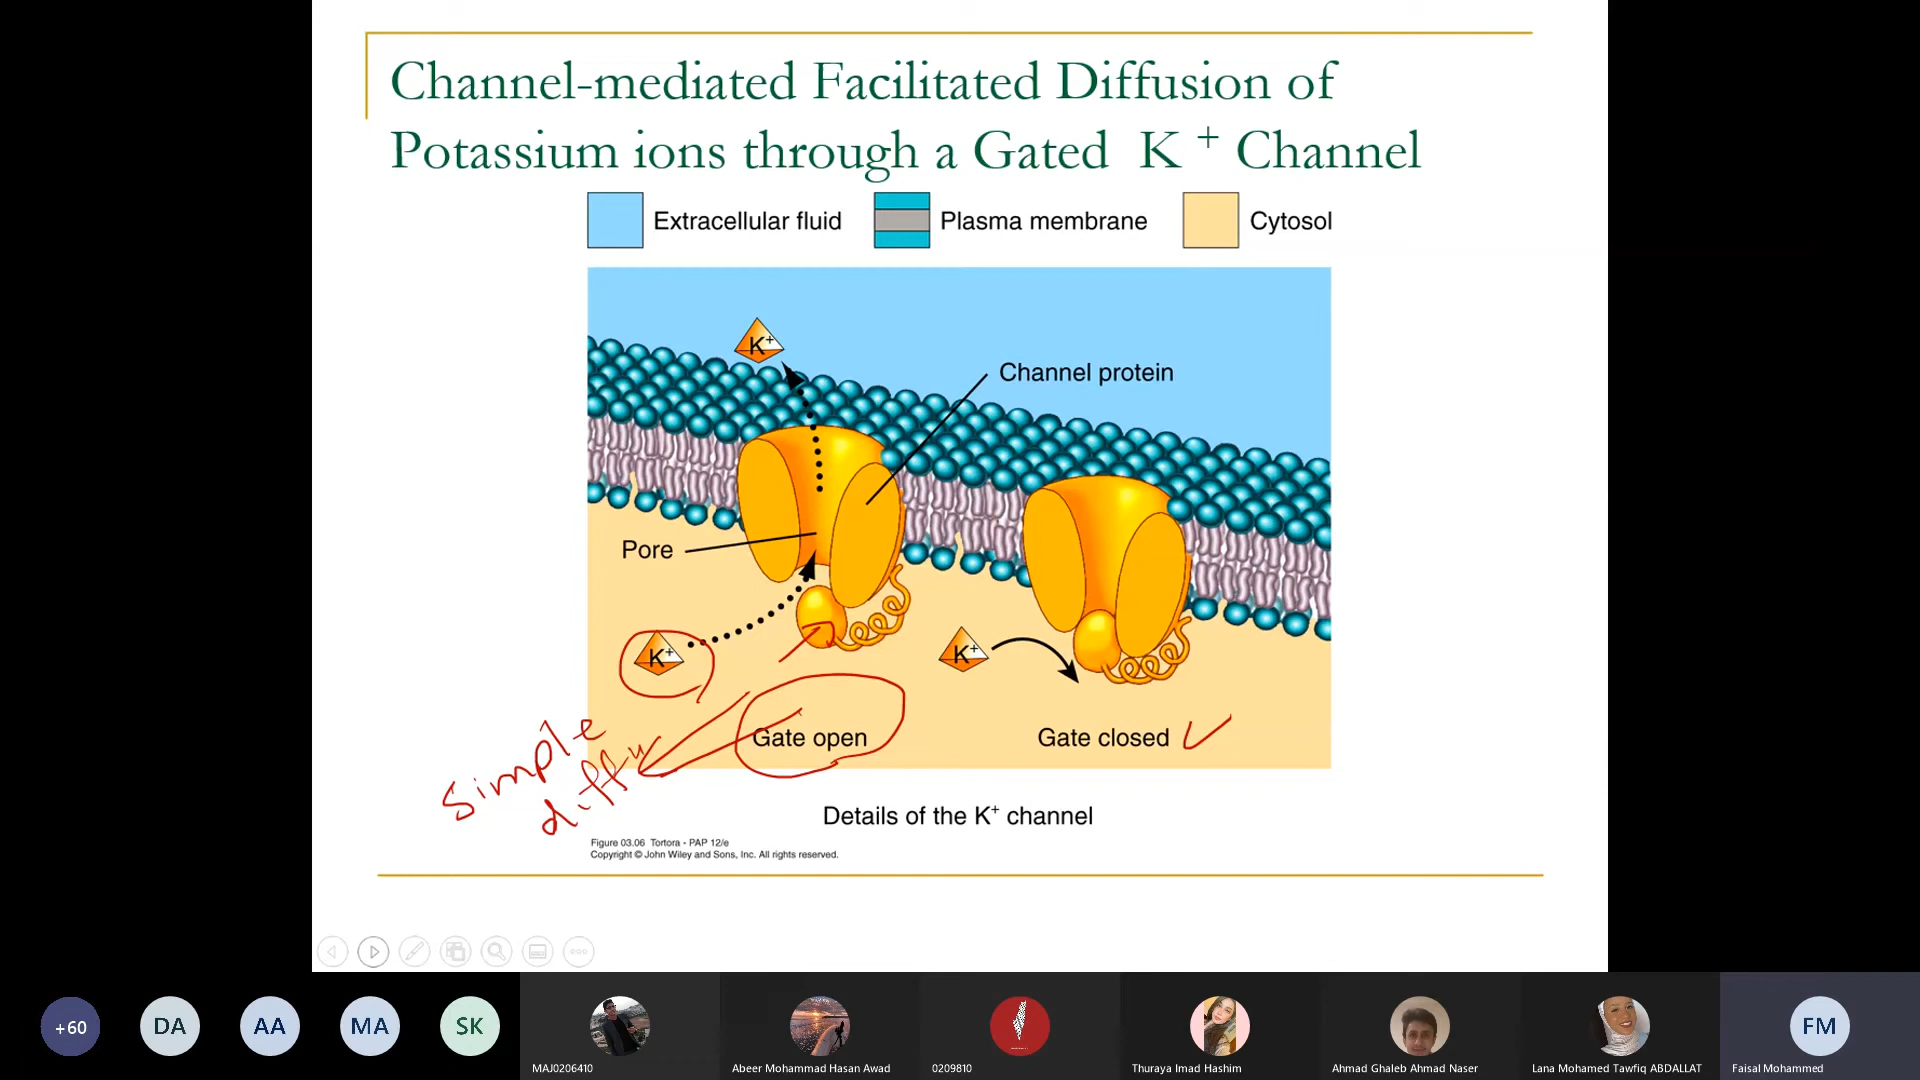 Channel-mediated Facilitated Diffusion of
Potassium ions through a Gated K + Channel
Extracellular fluid
Plasma membrane
Cytosol
K+
Channel protein
Pore
K+
K+
Gate open
Gate closed
simple
diffu
Details of the K+ channel
Figure 03.06 Tortora - PAP 12/e
Copyright © John Wiley and Sons, Inc. All rights reserved.
+60
DA
AA
MA
SK
FM
MAJ0206410
Abeer Mohammad Hasan Awad
0209810
Thuraya Imad Hashim
Ahmad Ghaleb Ahmad Naser
Lana Mohamed Tawfiq ABDALLAT
Faisal Mohammed